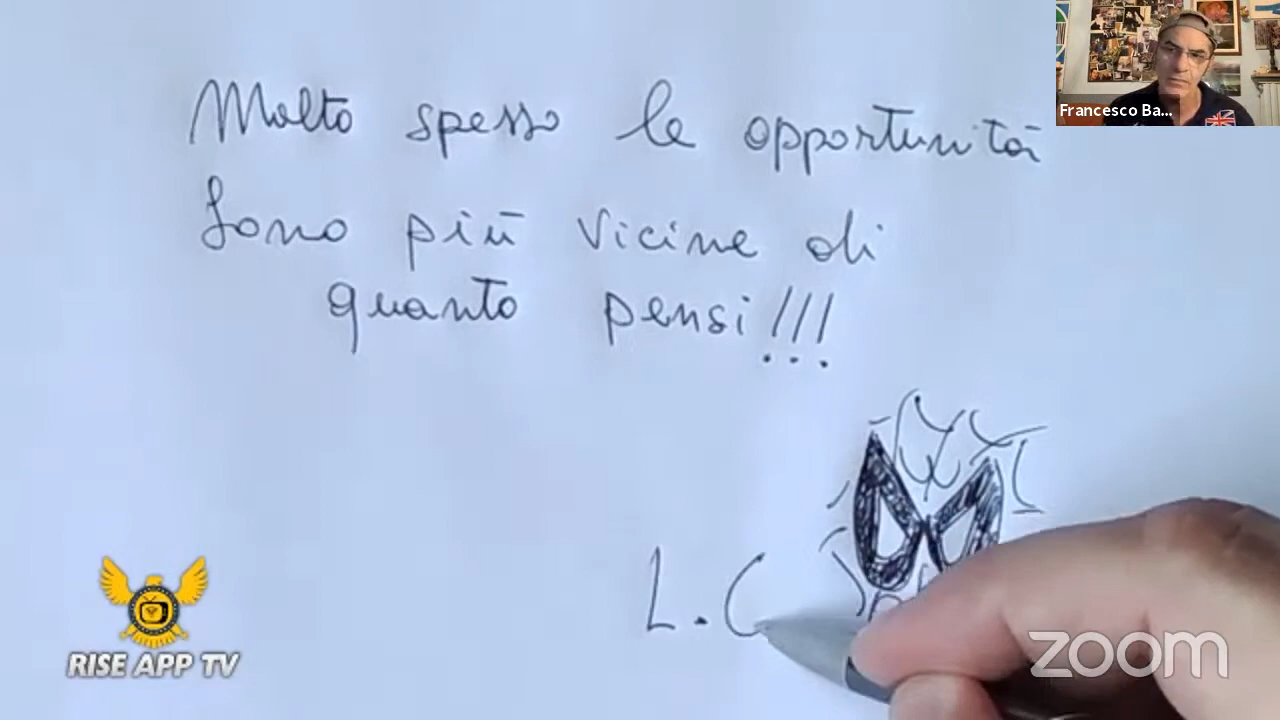 Francesco Ba...
Molto spesso le opportunità
Sono più vicine di
quanto pensi!!!
L. C
RISE APP TV
zoom